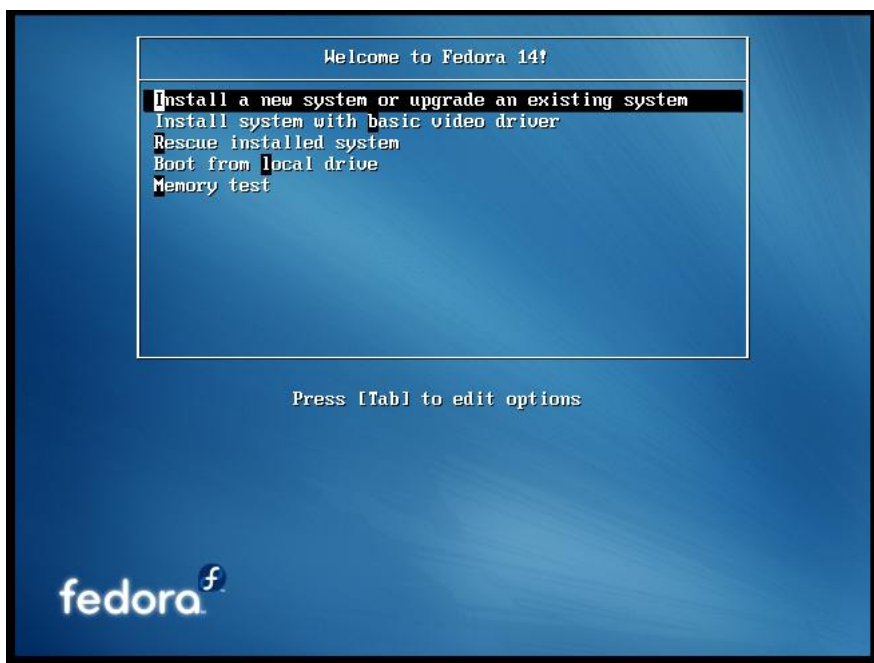 Welcome to Fedora 14!
Install a new system or upgrade an existing system
Install system with basic video driver
Rescue installed system
Boot from local drive
Memory test
Press [Tab] to edit options
fedora